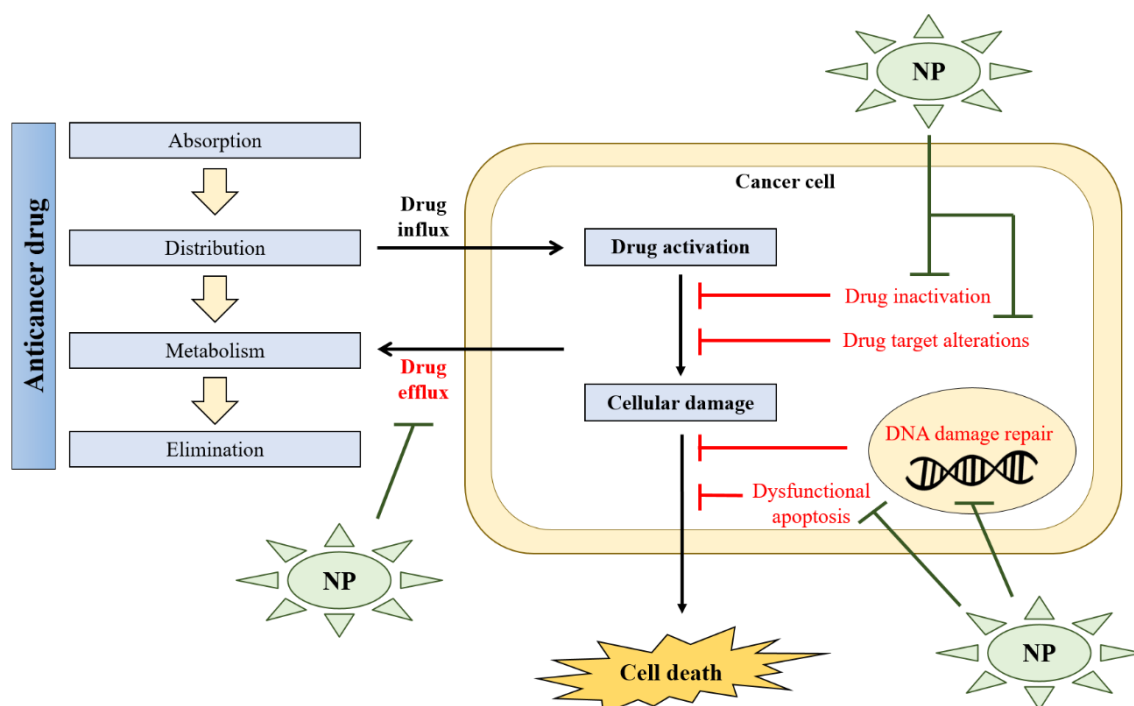 NP
Anticancer drug
Absorption
Distribution
Metabolism
Elimination
Drug
influx
Drug
efflux
NP
Cancer cell
Drug activation
Drug inactivation
Drug target alterations
Cellular damage
DNA damage repair
Dysfunctional
apoptosis
NP
Cell death